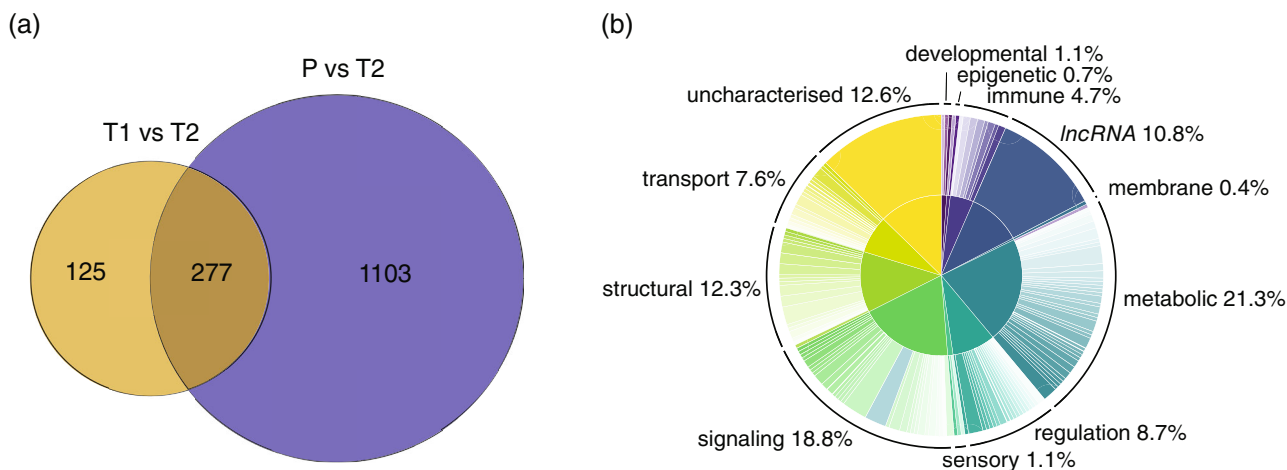 (a)
P vs T2
T1 vs T2
125
277
1103
(b)
developmental 1.1%
epigenetic 0.7%
immune 4.7%
uncharacterised 12.6%
lncRNA 10.8%
transport 7.6%
membrane 0.4%
structural 12.3%
metabolic 21.3%
signaling 18.8%
regulation 8.7%
sensory 1.1%